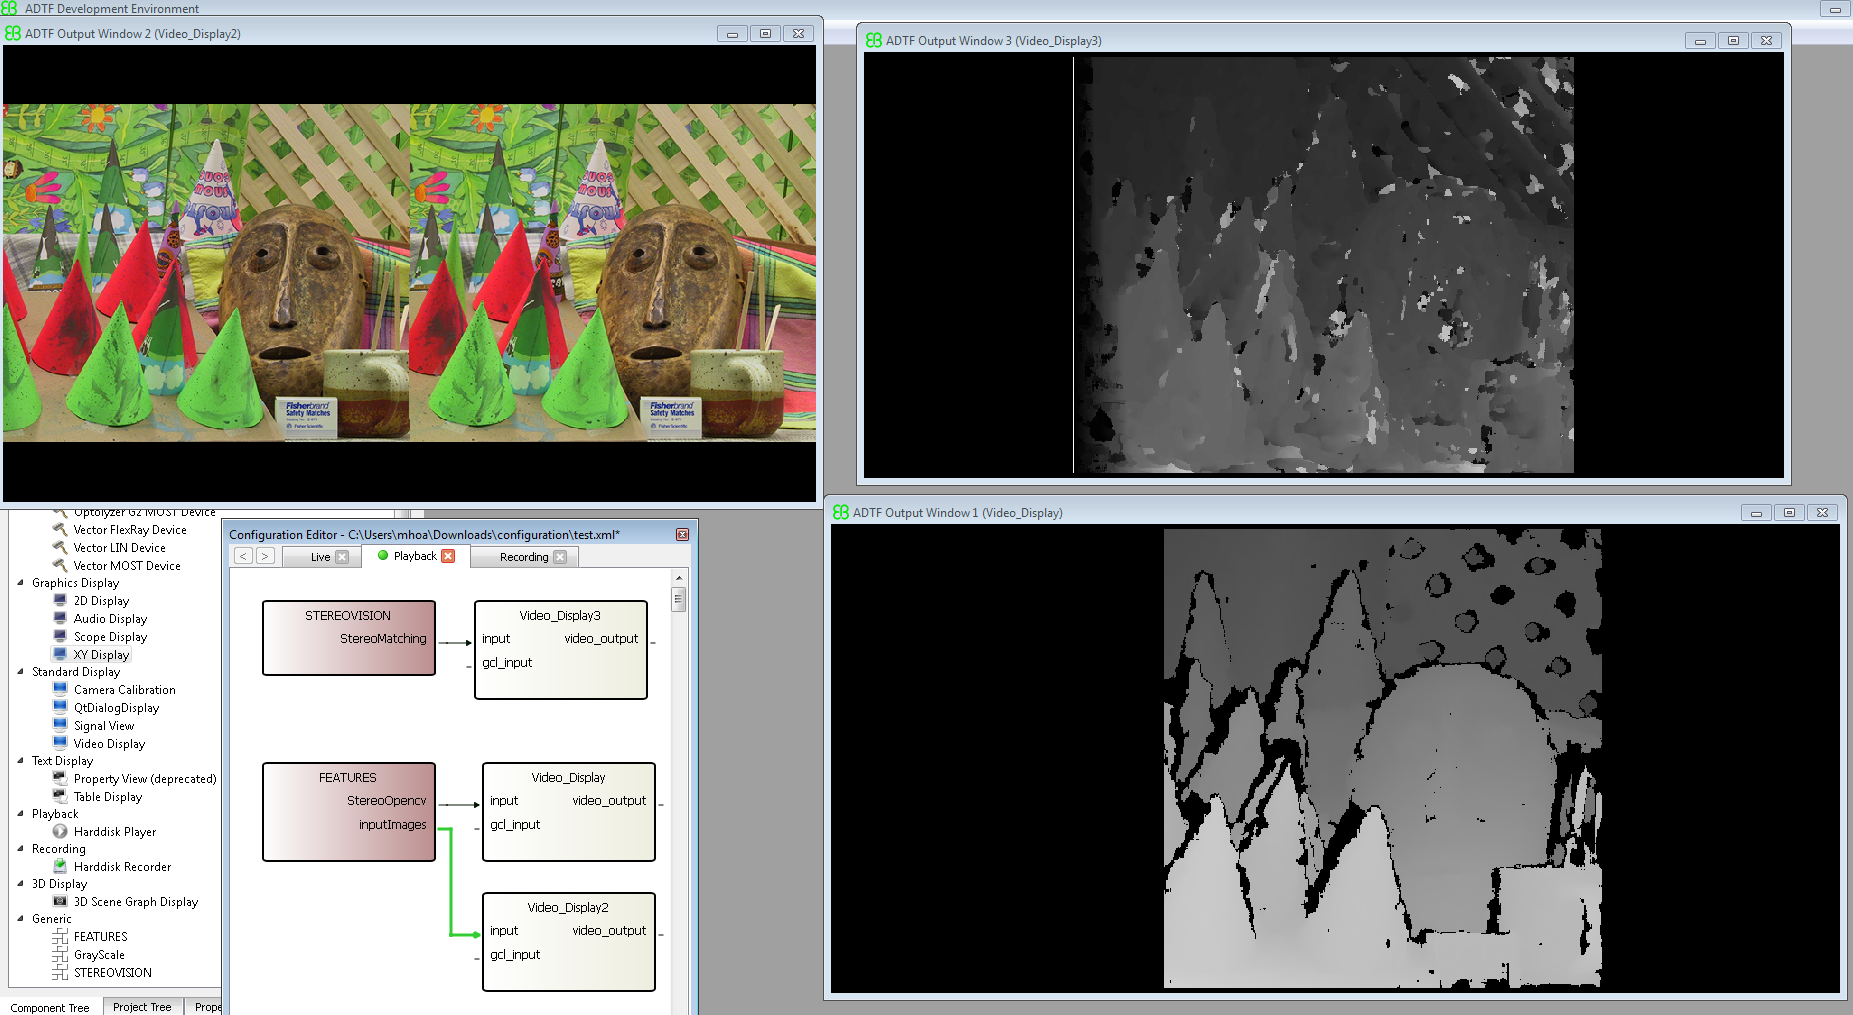 ADTF Development Environment
ADTF Output Window 2 (Video_Display2)
Fisherbrand
Safety Matches
Fisher Scientific
Fisherbrand
Safety Matches
Fisher Scientific
ADTF Output Window 3 (Video_Display3)
ADTF Output Window 1 (Video_Display)
Optolyzer G2 MOST Device
Vector FlexRay Device
Vector LIN Device
Vector MOST Device
Graphics Display
2D Display
Audio Display
Scope Display
XY Display
Standard Display
Camera Calibration
QtDialogDisplay
Signal View
Video Display
Text Display
Property View (deprecated)
Table Display
Playback
Harddisk Player
Recording
Harddisk Recorder
3D Display
3D Scene Graph Display
Generic
FEATURES
GrayScale
STEREOVISION
Component Tree
Project Tree
Prope
Configuration Editor - C:\Users\mhoa\Downloads\configuration\test.xml*
< > Live Playback Recording
STEREOVISION
StereoMatching
Video_Display3
input video_output
gcl_input
FEATURES
StereoOpencv
inputImages
Video_Display
input video_output
gcl_input
Video_Display2
input video_output
gcl_input